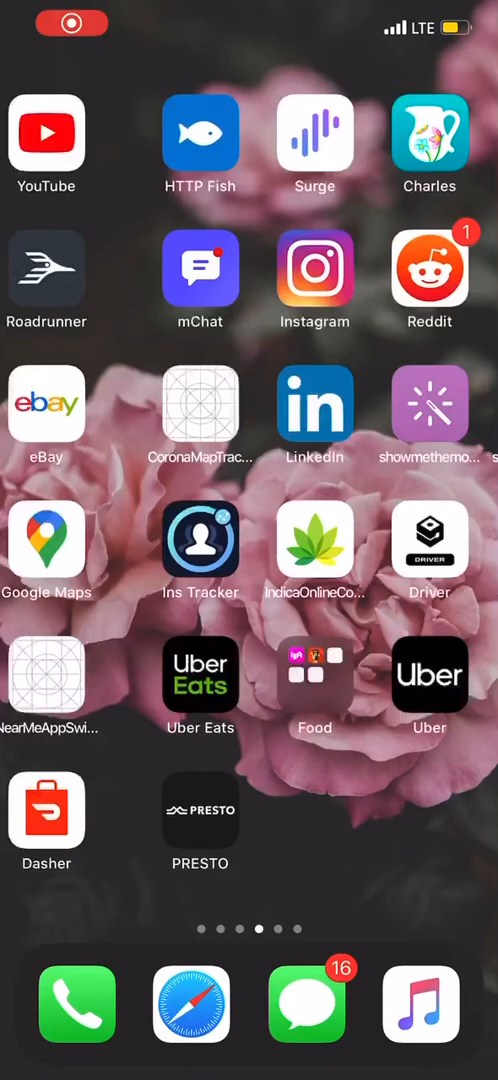 LTE
YouTube
HTTP Fish
Surge
Charles
1
Roadrunner
mChat
Instagram
Reddit
ebay
in
eBay
CoronaMapTrac...
LinkedIn
showmethemo...
DRIVER
Google Maps
Ins Tracker
IndicaOnlineCo...
Driver
Uber
Eats
Uber
NearMeAppSwi...
Uber Eats
Food
Uber
PRESTO
Dasher
PRESTO
16